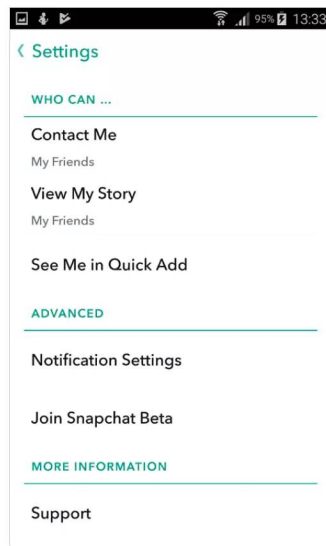 95% 13:33
Settings
WHO CAN ...
Contact Me
My Friends
View My Story
My Friends
See Me in Quick Add
ADVANCED
Notification Settings
Join Snapchat Beta
MORE INFORMATION
Support